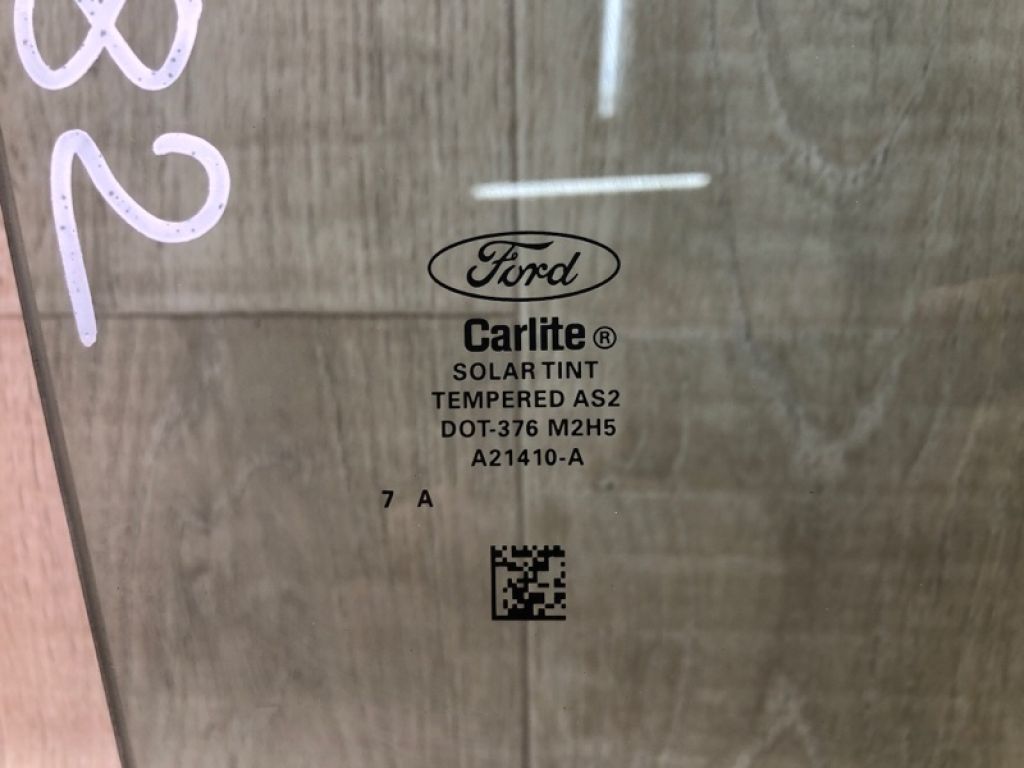 82
Ford
Carlite®
SOLAR TINT
TEMPERED AS2
DOT-376 M2H5
A21410-A
7 A